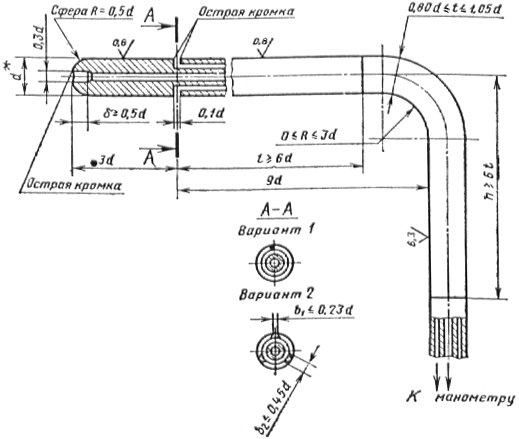 Сфера R=0,5d
А
Острая кромка
0,80d ≤ t ≤ 1,05d
0,3d
d*
0,8
0,8
δ≥0,5d
0,1d
А
3d
Острая кромка
l ≥ 6d
0 ≤ R ≤ 3d
9d
h ≥ 6t
6,3
А-А
Вариант 1
Вариант 2
b₁ ≤ 0,23d
b₂ ≤ 0,45d
К манометру